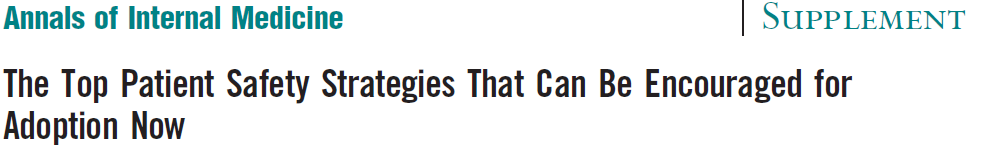 Annals of Internal Medicine
SUPPLEMENT
The Top Patient Safety Strategies That Can Be Encouraged for
Adoption Now